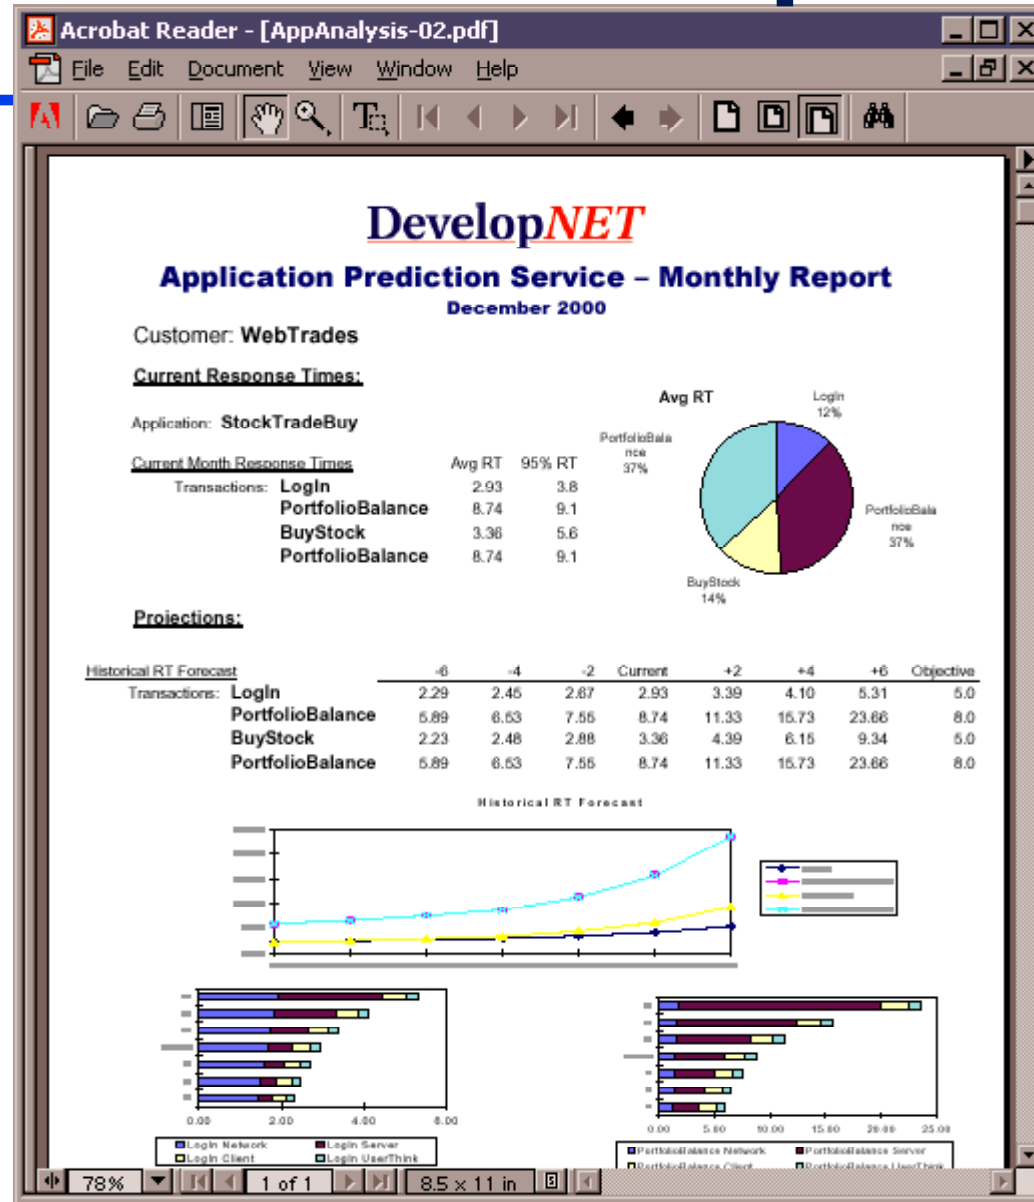 Acrobat Reader - [AppAnalysis-02.pdf]
File Edit Document View Window Help
DevelopNET
Application Prediction Service – Monthly Report
December 2000
Customer: WebTrades
Current Response Times:
Application: StockTradeBuy
Current Month Response Times Avg RT 95% RT
Transactions: LogIn 2.93 3.8
PortfolioBalance 8.74 9.1
BuyStock 3.36 5.6
PortfolioBalance 8.74 9.1
Avg RT
LogIn
12%
PortfolioBala
nce
37%
PortfolioBala
nce
37%
BuyStock
14%
Projections:
Historical RT Forecast -6 -4 -2 Current +2 +4 +6 Objective
Transactions: LogIn 2.29 2.45 2.67 2.93 3.39 4.10 5.31 5.0
PortfolioBalance 5.89 6.53 7.55 8.74 11.33 15.73 23.66 8.0
BuyStock 2.23 2.48 2.88 3.36 4.39 6.15 9.34 5.0
PortfolioBalance 5.89 6.53 7.55 8.74 11.33 15.73 23.66 8.0
Historical RT Forecast
0.00 2.00 4.00 6.00
LogIn Network LogIn Server
LogIn Client LogIn UserThink
0.00 5.00 10.00 15.00 20.00 25.00
PortfolioBalance Network PortfolioBalance Server
PortfolioBalance Client PortfolioBalance UserThink
78% 1 of 1 8.5 x 11 in